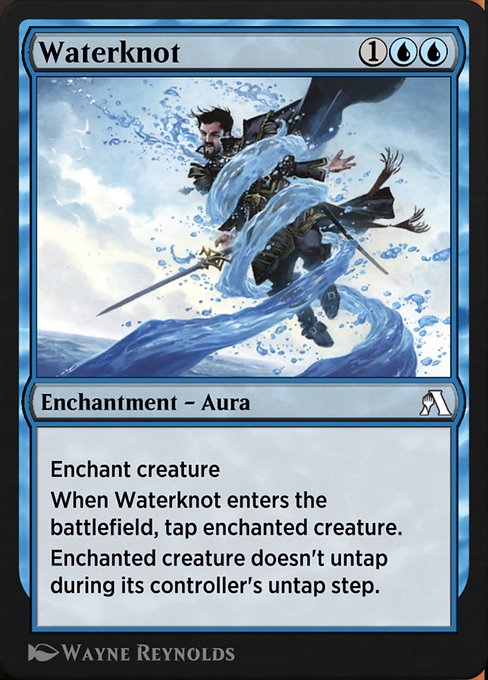 Waterknot 1
Enchantment – Aura
Enchant creature
When Waterknot enters the
battlefield, tap enchanted creature.
Enchanted creature doesn't untap
during its controller's untap step.
Wayne Reynolds